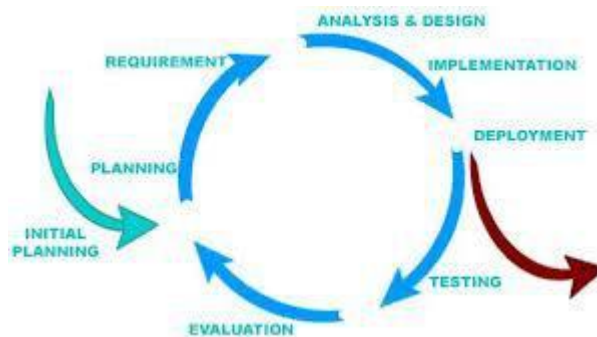 ANALYSIS & DESIGN
REQUIREMENT
IMPLEMENTATION
DEPLOYMENT
PLANNING
INITIAL
PLANNING
TESTING
EVALUATION